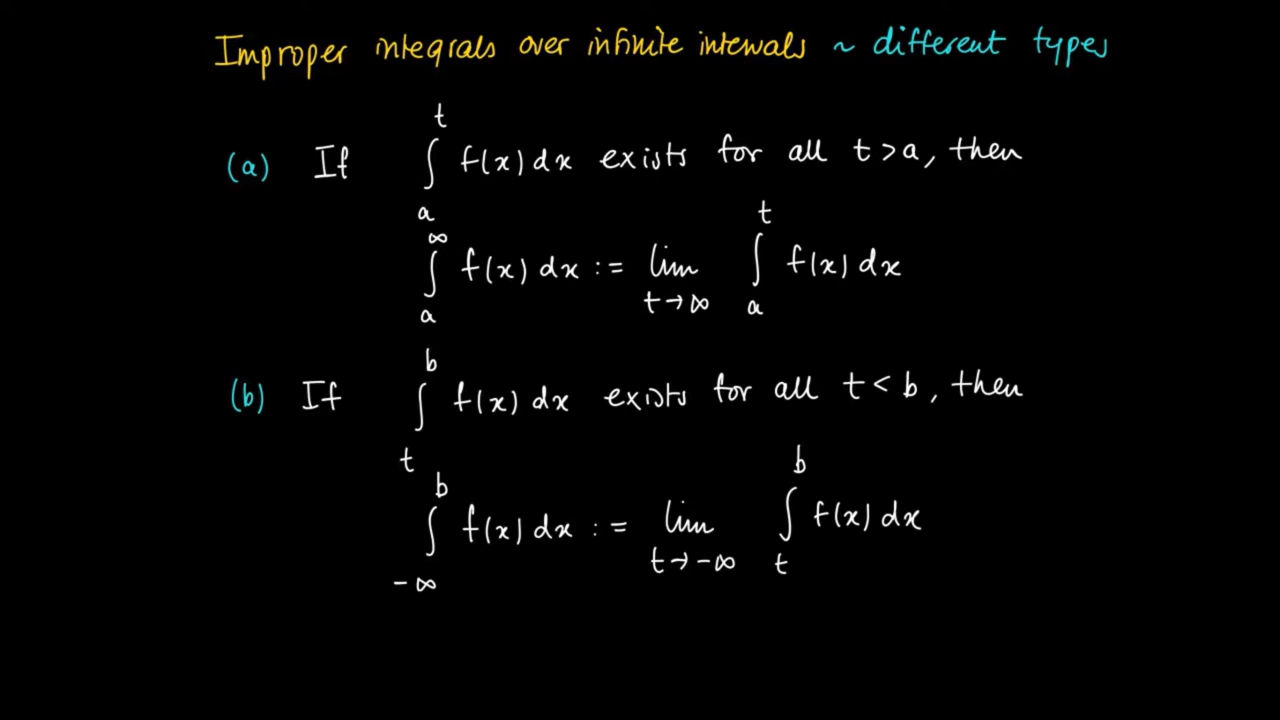 Improper integrals over infinite intervals ~ different types
(a) If ∫_a^t f(x) dx exists for all t > a, then
∫_a^∞ f(x) dx := lim_{t→∞} ∫_a^t f(x) dx
(b) If ∫_t^b f(x) dx exists for all t < b, then
∫_{-∞}^b f(x) dx := lim_{t→-∞} ∫_t^b f(x) dx